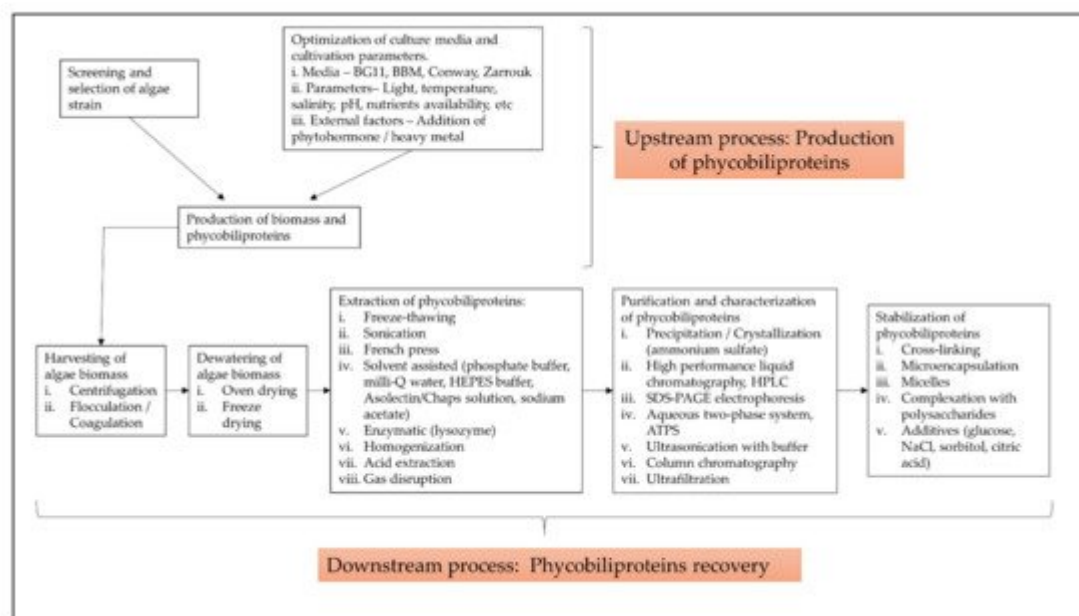 Screening and
selection of algae
strain
Optimization of culture media and
cultivation parameters.
i. Media – BG11, BBM, Conway, Zarrouk
ii. Parameters– Light, temperature,
salinity, pH, nutrients availability, etc
iii. External factors – Addition of
phytohormone / heavy metal
Upstream process: Production
of phycobiliproteins
Production of biomass and
phycobiliproteins
Harvesting of
algae biomass
i. Centrifugation
ii. Flocculation /
Coagulation
Dewatering of
algae biomass
i. Oven drying
ii. Freeze
drying
Extraction of phycobiliproteins:
i. Freeze-thawing
ii. Sonication
iii. French press
iv. Solvent assisted (phosphate buffer,
milli-Q water, HEPES buffer,
Asolectin/Chaps solution, sodium
acetate)
v. Enzymatic (lysozyme)
vi. Homogenization
vii. Acid extraction
viii. Gas disruption
Purification and characterization
of phycobiliproteins
i. Precipitation / Crystallization
(ammonium sulfate)
ii. High performance liquid
chromatography, HPLC
iii. SDS-PAGE electrophoresis
iv. Aqueous two-phase system,
ATPS
v. Ultrasonication with buffer
vi. Column chromatography
vii. Ultrafiltration
Stabilization of
phycobiliproteins
i. Cross-linking
ii. Microencapsulation
iii. Micelles
iv. Complexation with
polysaccharides
v. Additives (glucose,
NaCl, sorbitol, citric
acid)
Downstream process: Phycobiliproteins recovery